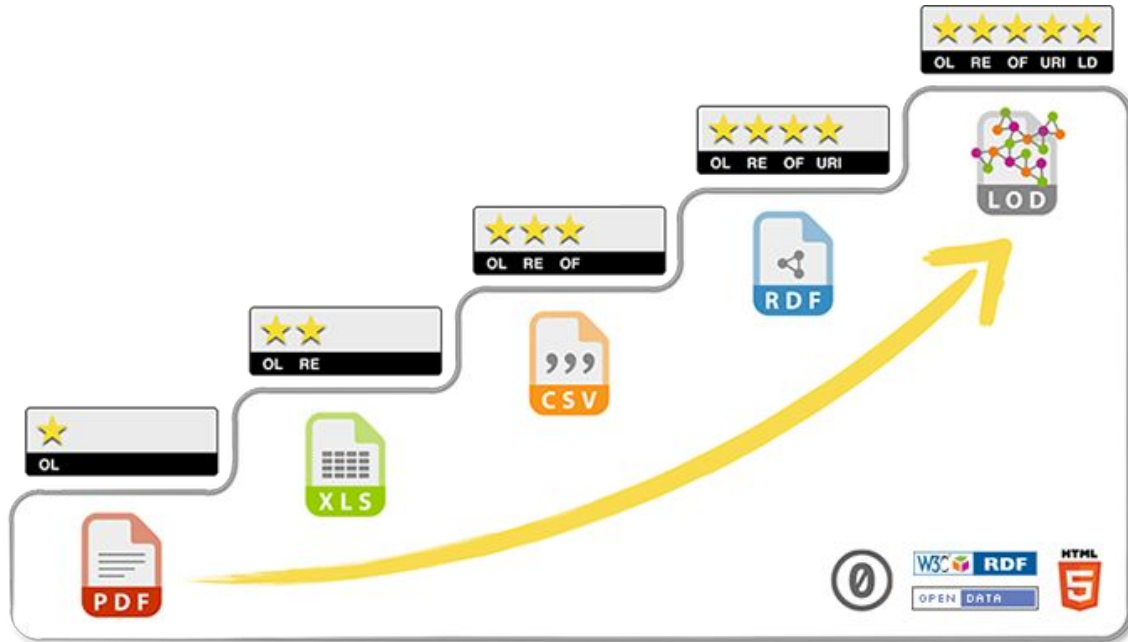 OL RE OF URI LD
OL RE OF URI
LOD
OL RE OF
RDF
OL RE
,,,
CSV
OL
XLS
PDF
0
W3C RDF
OPEN DATA
HTML
5